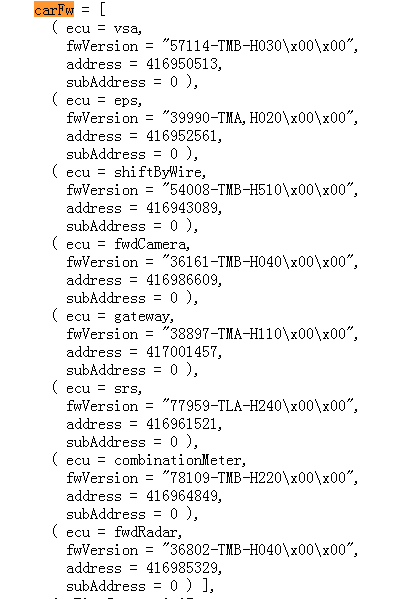 carFw = [
( ecu = vsa,
fwVersion = "57114-TMB-H030\x00\x00",
address = 416950513,
subAddress = 0 ),
( ecu = eps,
fwVersion = "39990-TMA,H020\x00\x00",
address = 416952561,
subAddress = 0 ),
( ecu = shiftByWire,
fwVersion = "54008-TMB-H510\x00\x00",
address = 416943089,
subAddress = 0 ),
( ecu = fwdCamera,
fwVersion = "36161-TMB-H040\x00\x00",
address = 416986609,
subAddress = 0 ),
( ecu = gateway,
fwVersion = "38897-TMA-H110\x00\x00",
address = 417001457,
subAddress = 0 ),
( ecu = srs,
fwVersion = "77959-TLA-H240\x00\x00",
address = 416961521,
subAddress = 0 ),
( ecu = combinationMeter,
fwVersion = "78109-TMB-H220\x00\x00",
address = 416964849,
subAddress = 0 ),
( ecu = fwdRadar,
fwVersion = "36802-TMB-H040\x00\x00",
address = 416985329,
subAddress = 0 ) ],